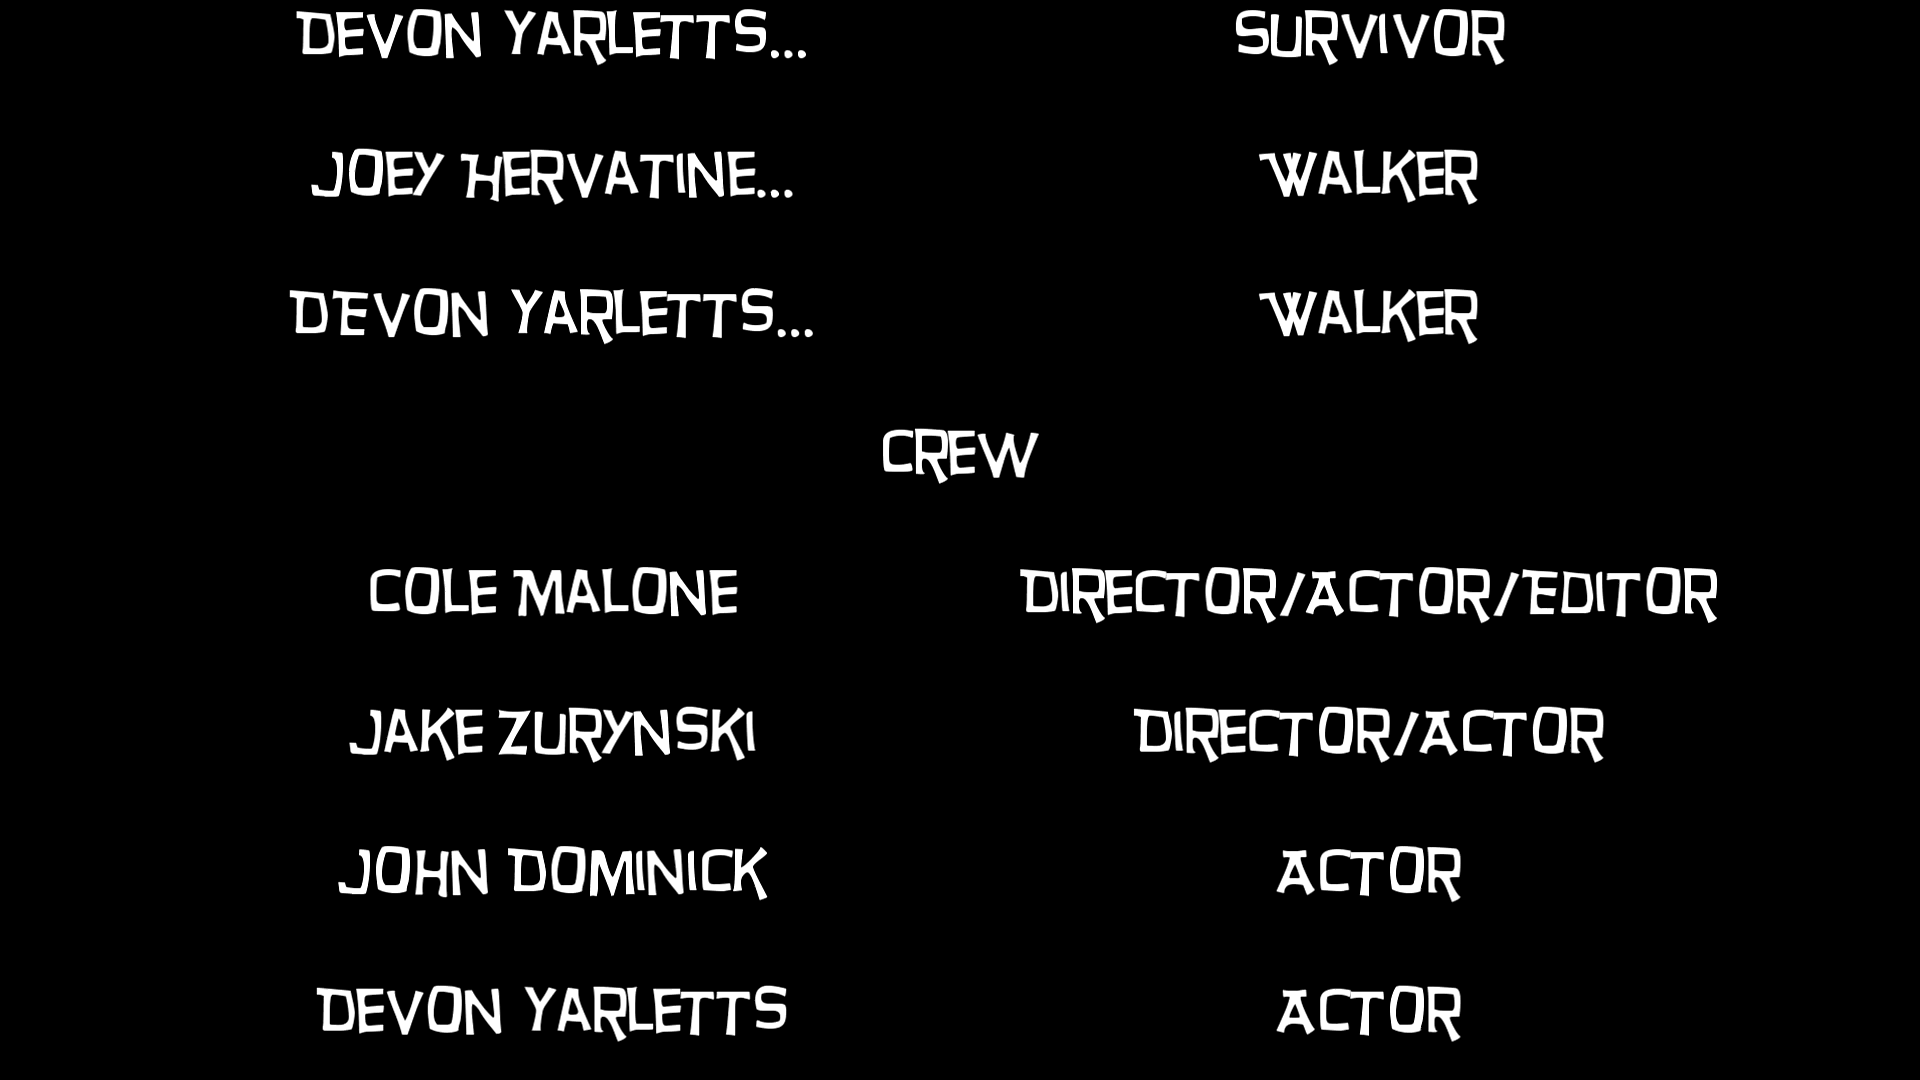 DEVON YARLETTS... SURVIVOR
JOEY HERVATINE... WALKER
DEVON YARLETTS... WALKER
CREW
COLE MALONE DIRECTOR/ACTOR/EDITOR
JAKE ZURYNSKI DIRECTOR/ACTOR
JOHN DOMINICK ACTOR
DEVON YARLETTS ACTOR